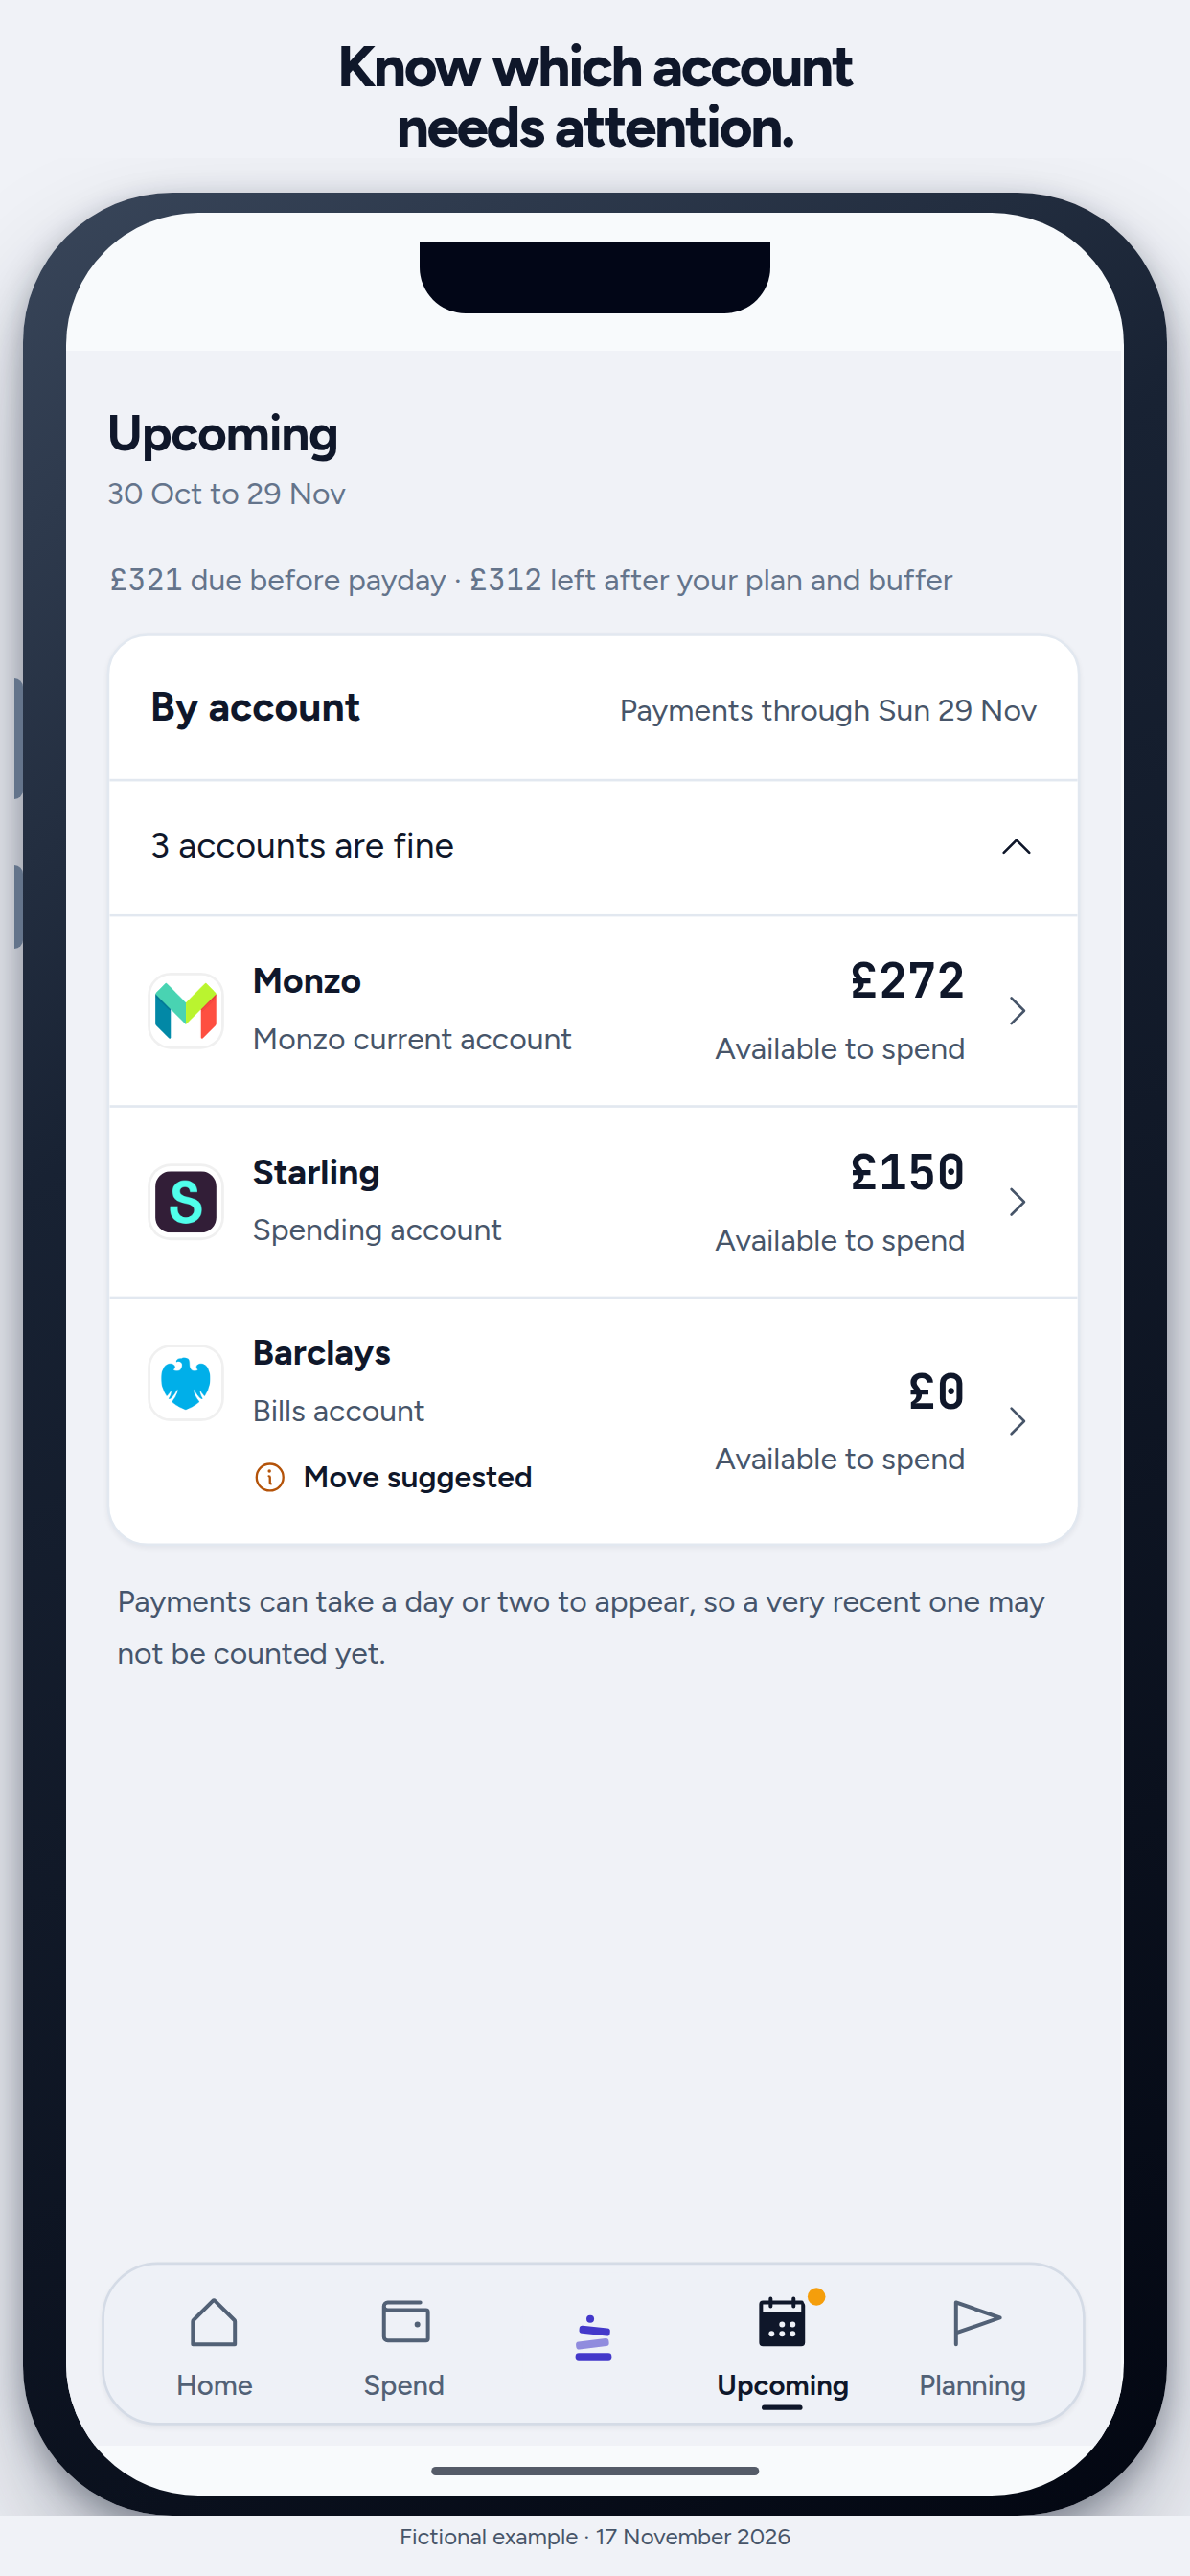 Know which account
needs attention.
Upcoming
30 Oct to 29 Nov
£321 due before payday · £312 left after your plan and buffer
By account
Payments through Sun 29 Nov
3 accounts are fine
Monzo
£272
Monzo current account
Available to spend
S
Starling
£150
Spending account
Available to spend
Barclays
£0
Bills account
Available to spend
Move suggested
Payments can take a day or two to appear, so a very recent one may
not be counted yet.
Home
Spend
Upcoming
Planning
Fictional example · 17 November 2026